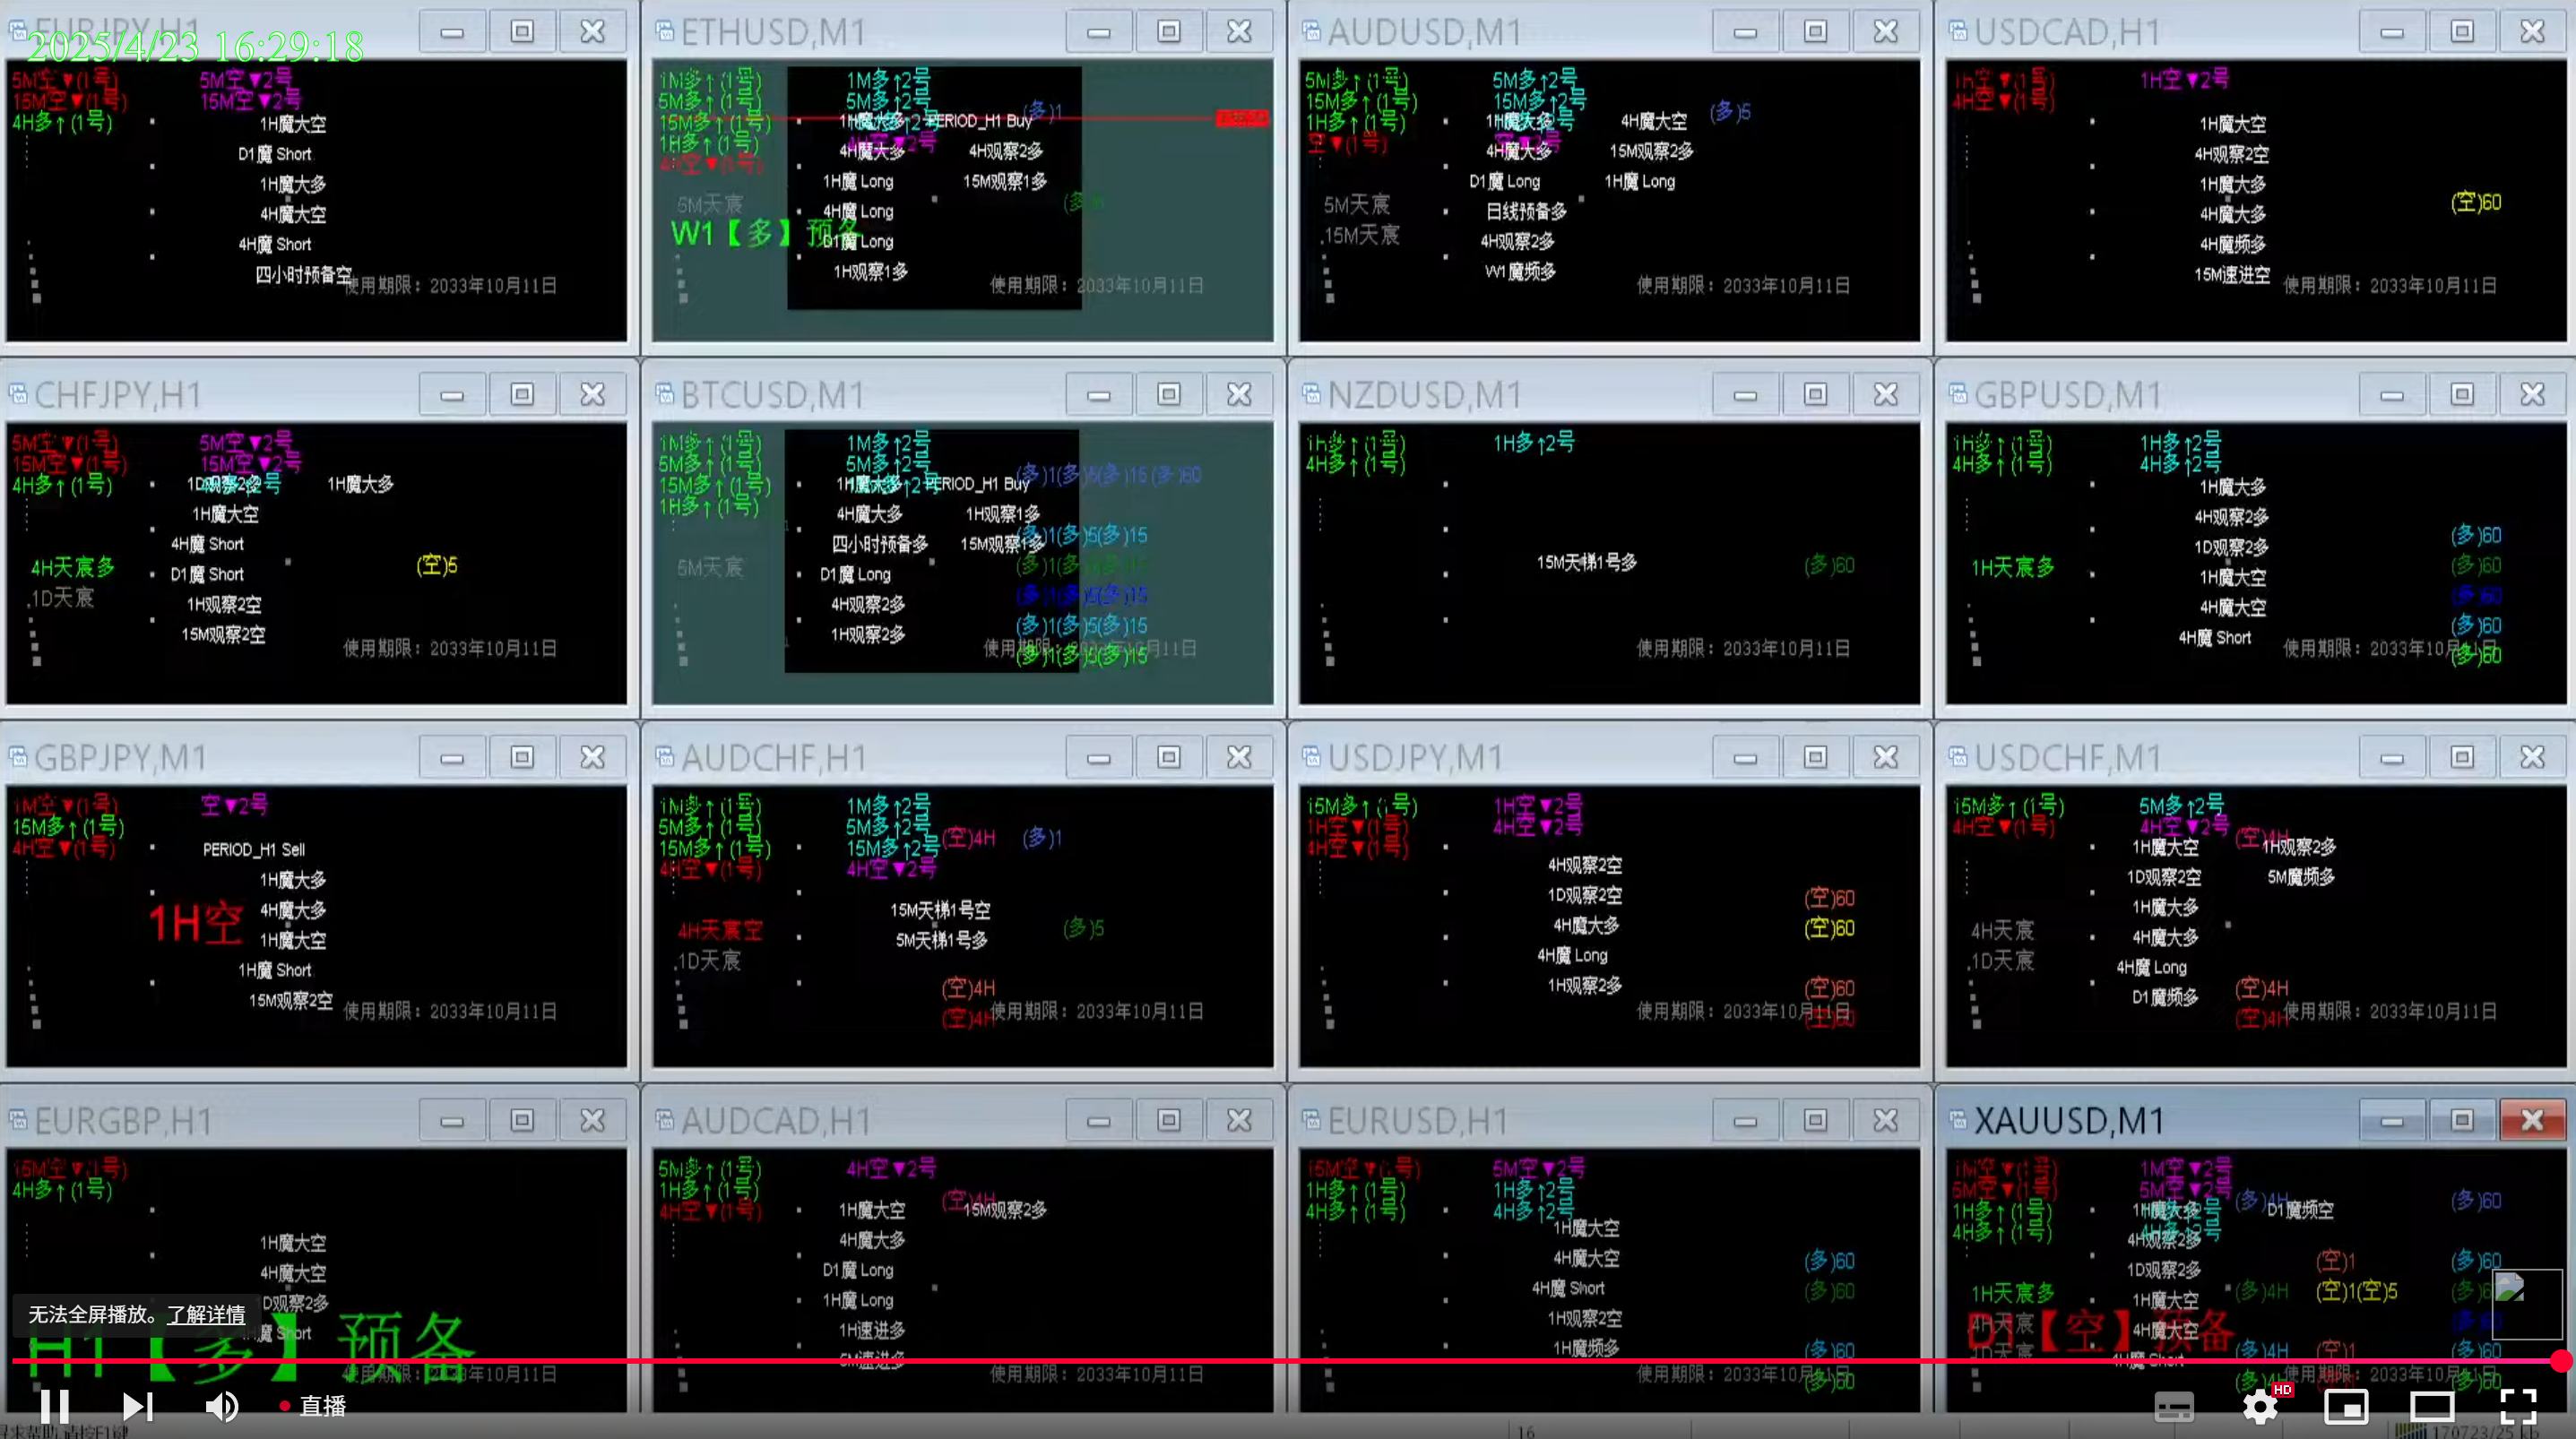 EURJPY,H1
2025/4/23 16:29:18
5M空▼(1号)
5M空▼2号
15M空▼(1号)
15M空▼2号
4H多↑(1号)
1H魔大空
D1魔 Short
1H魔大多
4H魔大空
4H魔 Short
四小时预备空
使用期限：2033年10月11日
ETHUSD,M1
1M多↑(1号)
1M多↑2号
5M多↑(1号)
5M多↑2号
15M多↑(1号)
1H魔大多
PERIOD_H1 Buy
(多)1
1H多↑(1号)
4H空▼(1号)
4H魔大多
4H观察2多
1H魔 Long
15M观察1多
5M天宸
4H魔 Long
W1【多】预备
D1魔 Long
1H观察1多
使用期限：2033年10月11日
AUDUSD,M1
5M多↑(1号)
5M多↑2号
15M多↑(1号)
15M多↑2号
1H多↑(1号)
1H魔大多
4H魔大空
(多)5
空▼(1号)
4H魔大多
15M观察2多
D1魔 Long
1H魔 Long
5M天宸
日线预备多
15M天宸
4H观察2多
W1魔频多
使用期限：2033年10月11日
USDCAD,H1
1H空▼(1号)
1H空▼2号
4H空▼(1号)
1H魔大空
4H观察2空
1H魔大多
(空)60
4H魔大多
4H魔频多
15M速进空
使用期限：2033年10月11日
CHFJPY,H1
5M空▼(1号)
5M空▼2号
15M空▼(1号)
15M空▼2号
4H多↑(1号)
1H魔大多
1H魔大空
4H魔 Short
4H天宸多
(空)5
D1魔 Short
1D天宸
1H观察2空
15M观察2空
使用期限：2033年10月11日
BTCUSD,M1
1M多↑(1号)
1M多↑2号
5M多↑(1号)
5M多↑2号
15M多↑(1号)
1H魔大多
PERIOD_H1 Buy
(多)1(多)5(多)15(多)60
1H多↑(1号)
4H魔大多
1H观察1多
四小时预备多
15M观察1多
(多)1(多)5(多)15
5M天宸
D1魔 Long
4H观察2多
(多)1(多)5(多)15
1H观察2多
(多)1(多)5(多)15
使用期限：2033年10月11日
(多)1(多)5(多)15
NZDUSD,M1
1H多↑(1号)
1H多↑2号
4H多↑(1号)
15M天梯1号多
(多)60
使用期限：2033年10月11日
GBPUSD,M1
1H多↑(1号)
1H多↑2号
4H多↑(1号)
4H多↑2号
1H魔大多
4H观察2多
1D观察2多
(多)60
1H天宸多
1H魔大空
(多)60
4H魔大空
(多)60
4H魔 Short
(多)60
使用期限：2033年10月11日
(多)60
GBPJPY,M1
1M空▼(1号)
空▼2号
15M多↑(1号)
4H空▼(1号)
PERIOD_H1 Sell
1H魔大多
1H空
4H魔大多
1H魔大空
1H魔 Short
15M观察2空
使用期限：2033年10月11日
AUDCHF,H1
1M多↑(1号)
1M多↑2号
5M多↑(1号)
5M多↑2号
(空)4H
(多)1
15M多↑(1号)
15M多↑2号
4H空▼(1号)
4H空▼2号
15M天梯1号空
4H天宸空
5M天梯1号多
(多)5
1D天宸
(空)4H
(空)4H
使用期限：2033年10月11日
USDJPY,M1
15M多↑(1号)
1H空▼2号
1H空▼(1号)
4H空▼2号
4H空▼(1号)
4H观察2空
1D观察2空
(空)60
4H魔大多
(空)60
4H魔 Long
1H观察2多
(空)60
使用期限：2033年10月11日
(空)60
USDCHF,M1
15M多↑(1号)
5M多↑2号
4H空▼(1号)
4H空▼2号
(空)4H
1H魔大空
1H观察2多
1D观察2空
5M魔频多
1H魔大多
4H天宸
4H魔大多
1D天宸
4H魔 Long
D1魔频多
(空)4H
(空)4H
使用期限：2033年10月11日
EURGBP,H1
15M空▼(1号)
4H多↑(1号)
1H魔大空
4H魔大空
1D观察2多
无法全屏播放。了解详情
H1【多】预备
使用期限：2033年10月11日
AUDCAD,H1
5M多↑(1号)
4H空▼2号
1H多↑(1号)
(空)4H
4H空▼(1号)
1H魔大空
15M观察2多
4H魔大多
D1魔 Long
1H魔 Long
1H速进多
5M速进多
使用期限：2033年10月11日
EURUSD,H1
15M空▼(1号)
5M空▼2号
1H多↑(1号)
1H多↑2号
4H多↑(1号)
4H多↑2号
1H魔大空
4H魔大空
(多)60
4H魔 Short
(多)60
1H观察2空
1H魔频多
(多)60
使用期限：2033年10月11日
(多)60
XAUUSD,M1
1M空▼(1号)
1M空▼2号
5M空▼(1号)
5M空▼2号
1H多↑(1号)
(多)4H
D1魔频空
(多)60
4H多↑(1号)
4H观察2多
1D观察2多
(空)1
(多)60
1H天宸多
1H魔大空
(多)4H
(空)1(空)5
4H天宸
D1【空】预备
4H魔大空
(多)4H
(空)1
(多)60
使用期限：2033年10月11日
直播
HD
16
170723/25 kb